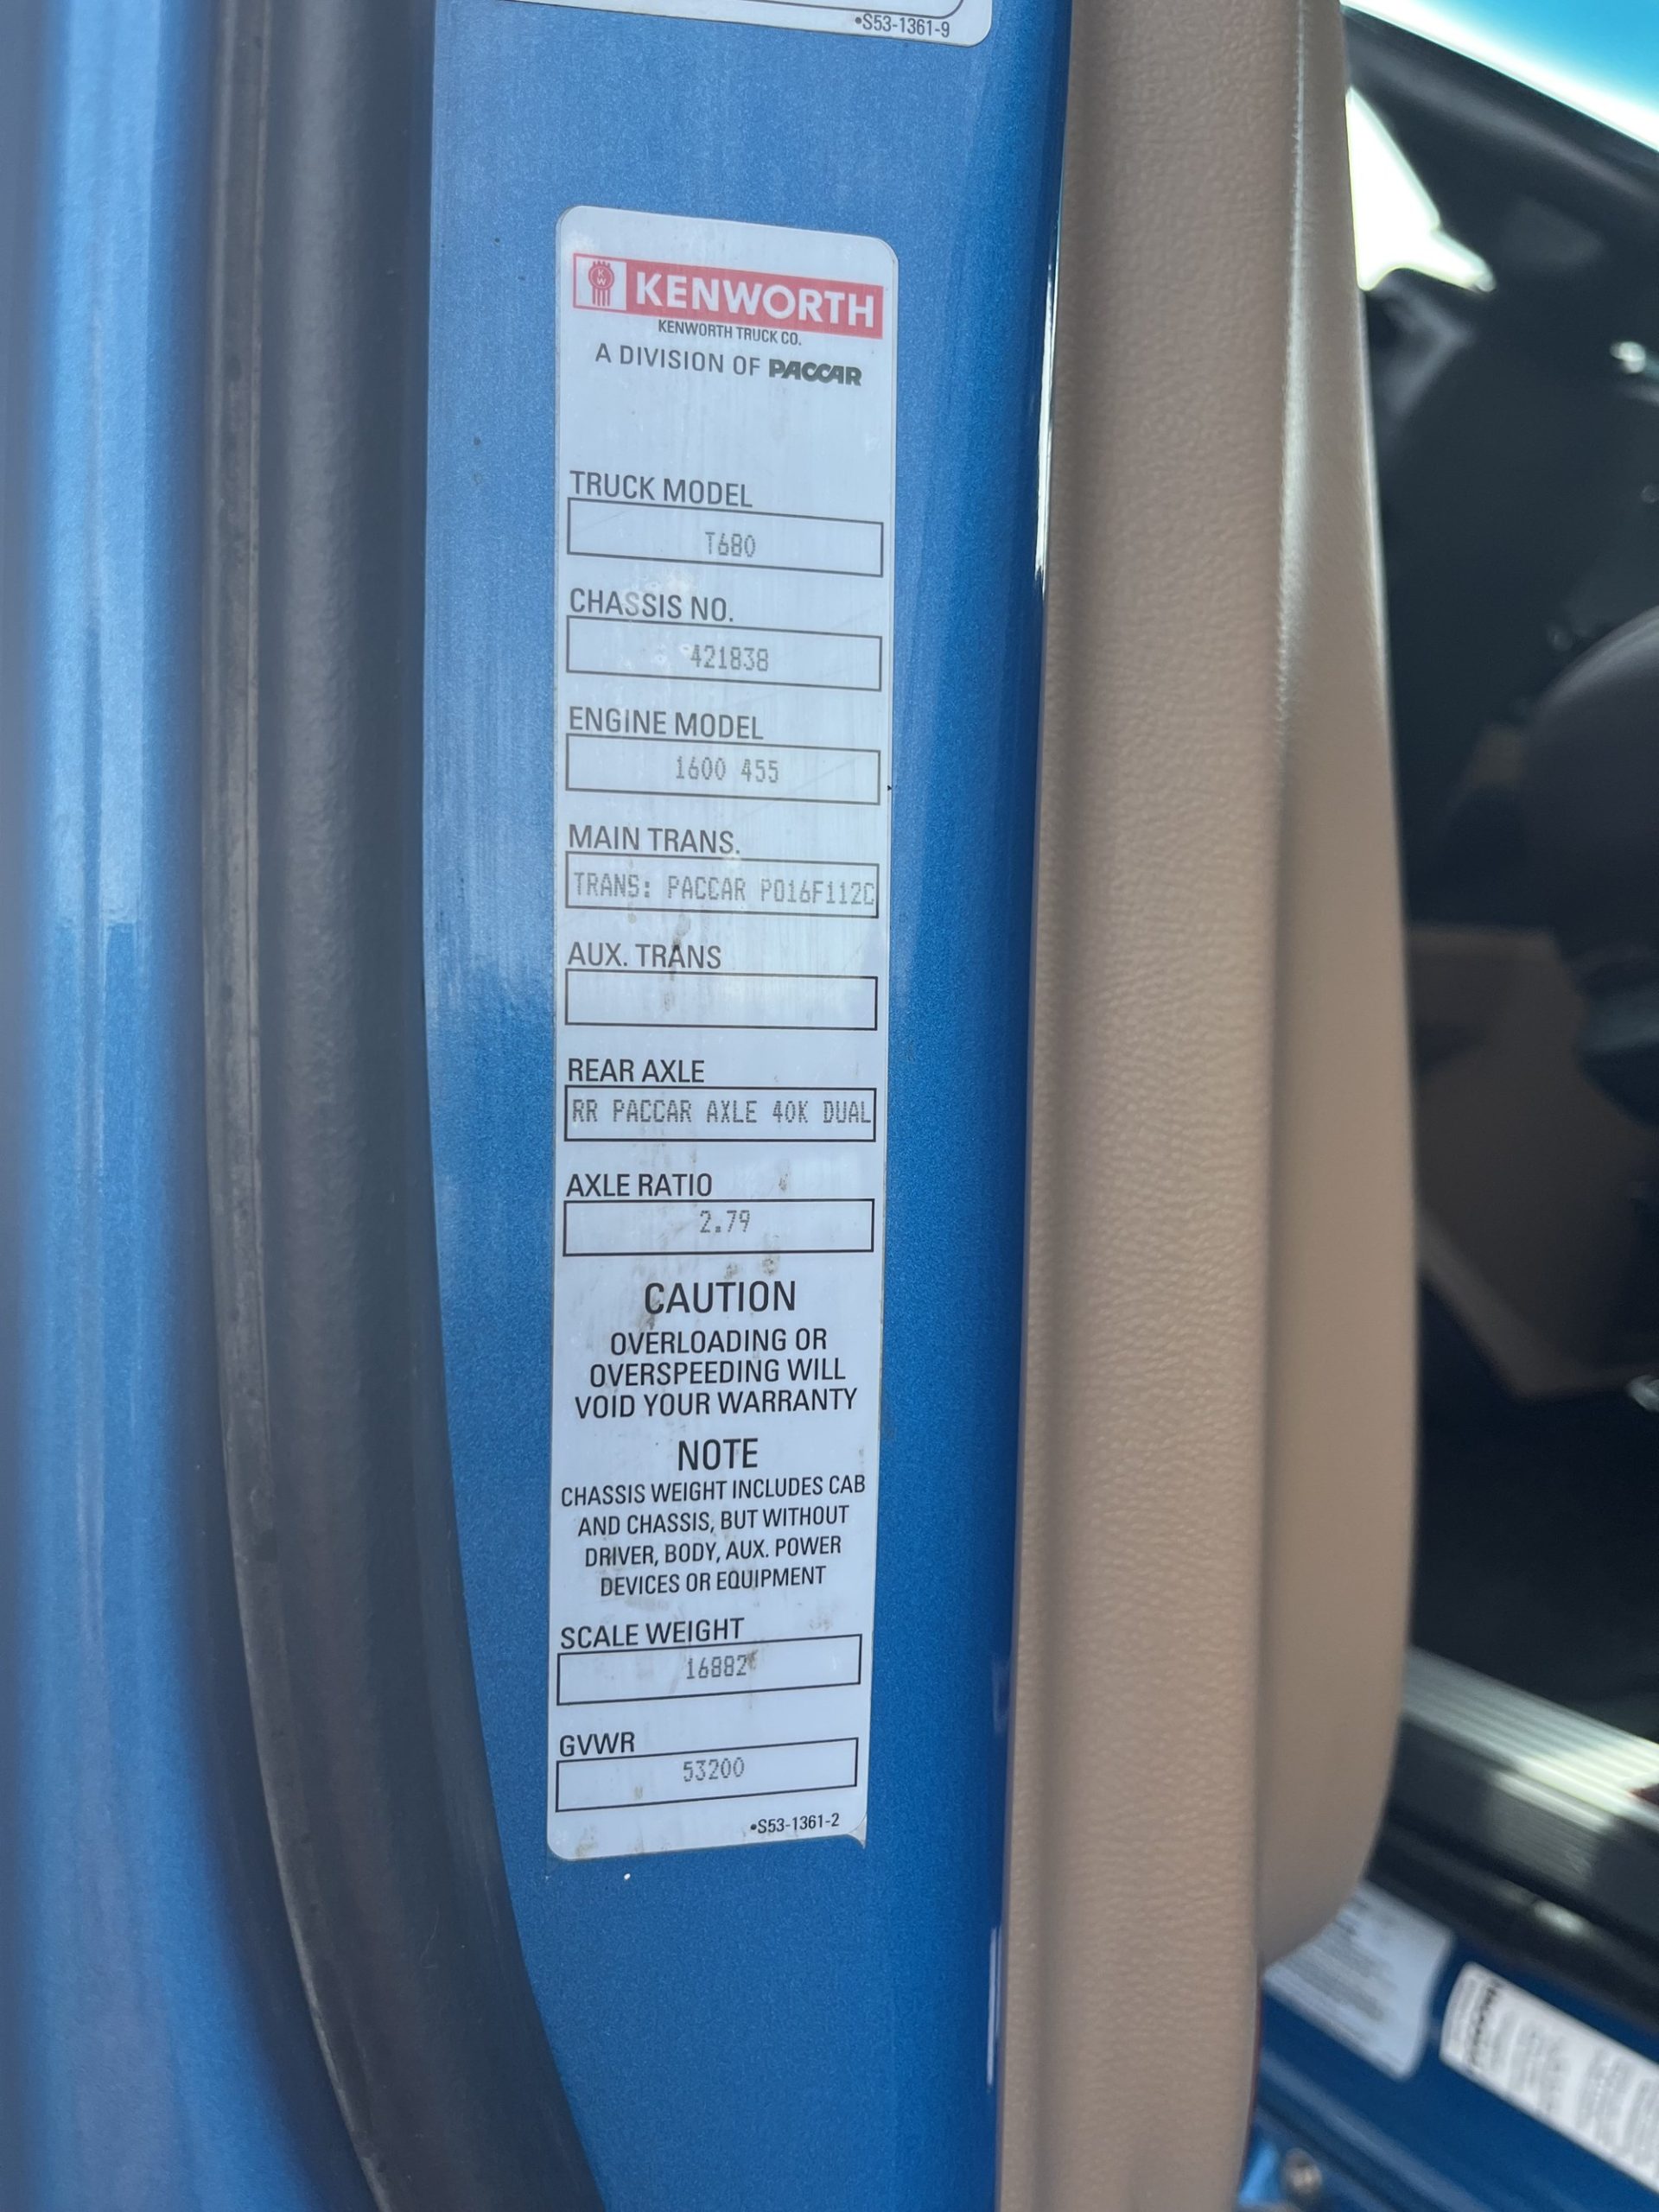 •S53-1361-9
KENWORTH
KENWORTH TRUCK CO.
A DIVISION OF PACCAR
TRUCK MODEL
T680
CHASSIS NO.
421838
ENGINE MODEL
1600 455
MAIN TRANS.
TRANS: PACCAR PO16F112C
AUX. TRANS
REAR AXLE
RR PACCAR AXLE 40K DUAL
AXLE RATIO
2.79
CAUTION
OVERLOADING OR
OVERSPEEDING WILL
VOID YOUR WARRANTY
NOTE
CHASSIS WEIGHT INCLUDES CAB
AND CHASSIS, BUT WITHOUT
DRIVER, BODY, AUX. POWER
DEVICES OR EQUIPMENT
SCALE WEIGHT
16882
GVWR
53200
•S53-1361-2